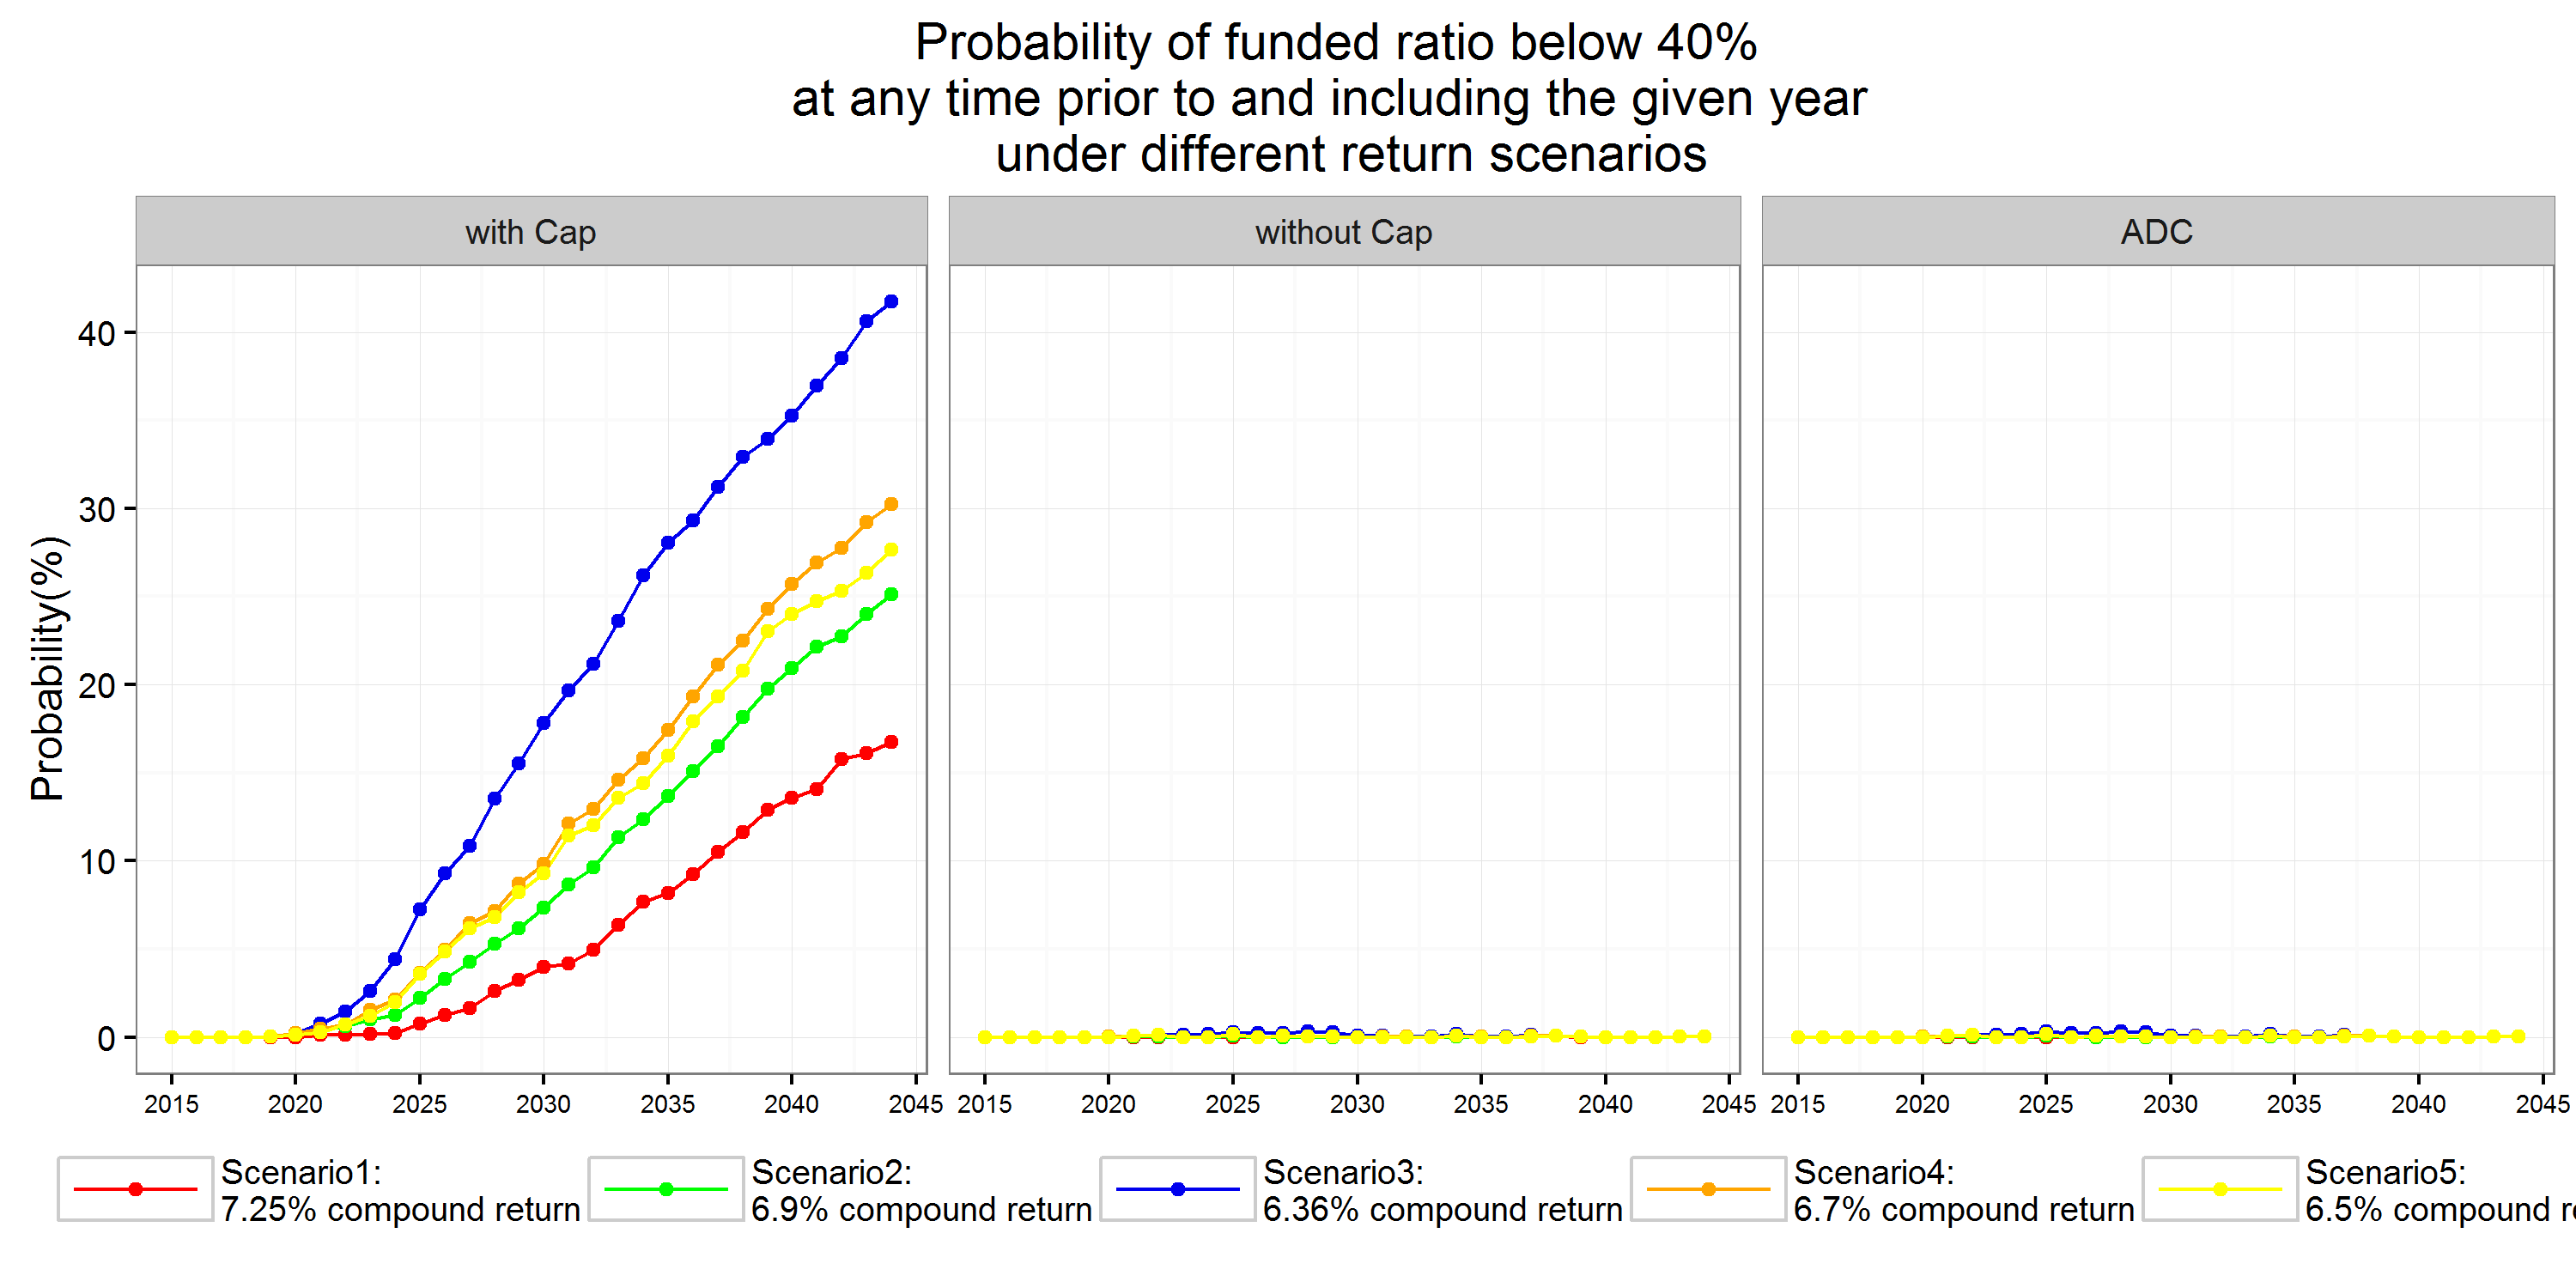 Probability of funded ratio below 40%
at any time prior to and including the given year
under different return scenarios
with Cap
without Cap
ADC
Probability(%)
40
30
20
10
0
2015 2020 2025 2030 2035 2040 2045
2015 2020 2025 2030 2035 2040 2045
2015 2020 2025 2030 2035 2040 2045
Scenario1:
7.25% compound return
Scenario2:
6.9% compound return
Scenario3:
6.36% compound return
Scenario4:
6.7% compound return
Scenario5:
6.5% compound